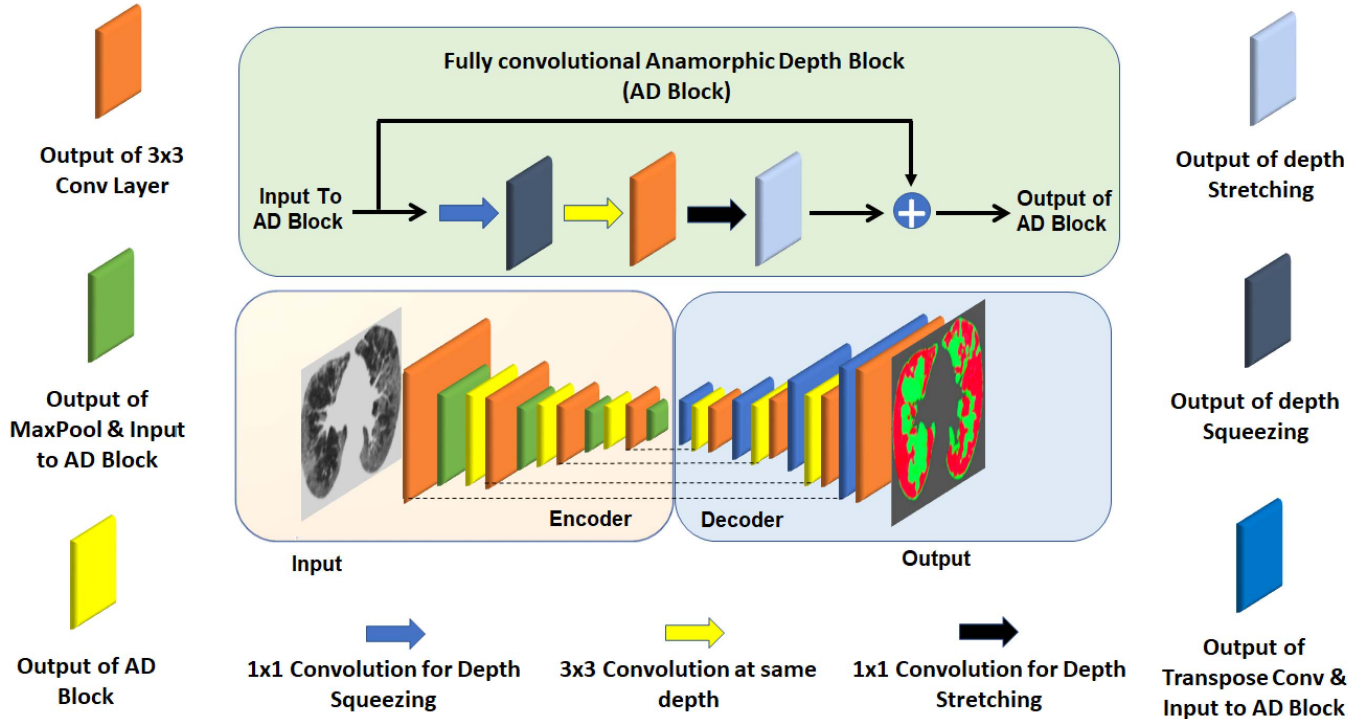 Fully convolutional Anamorphic Depth Block
(AD Block)
Input To
AD Block
Output of
AD Block
Output of 3x3
Conv Layer
Output of
MaxPool & Input
to AD Block
Output of AD
Block
Output of depth
Stretching
Output of depth
Squeezing
Output of
Transpose Conv &
Input to AD Block
Encoder
Decoder
Input
Output
1x1 Convolution for Depth
Squeezing
3x3 Convolution at same
depth
1x1 Convolution for Depth
Stretching